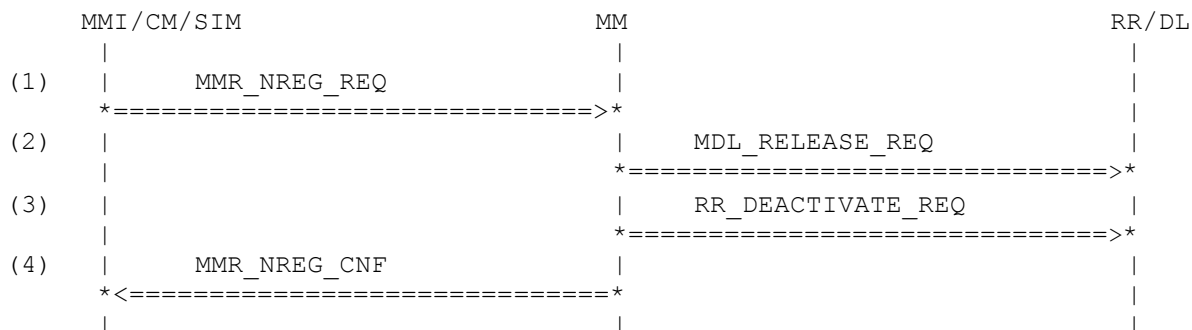 MMI/CM/SIM MM RR/DL
| | |
(1) | MMR_NREG_REQ | |
*==============================>* |
(2) | | MDL_RELEASE_REQ |
| *==============================>*
(3) | | RR_DEACTIVATE_REQ |
| *==============================>*
(4) | MMR_NREG_CNF | |
*<==============================* |
| | |